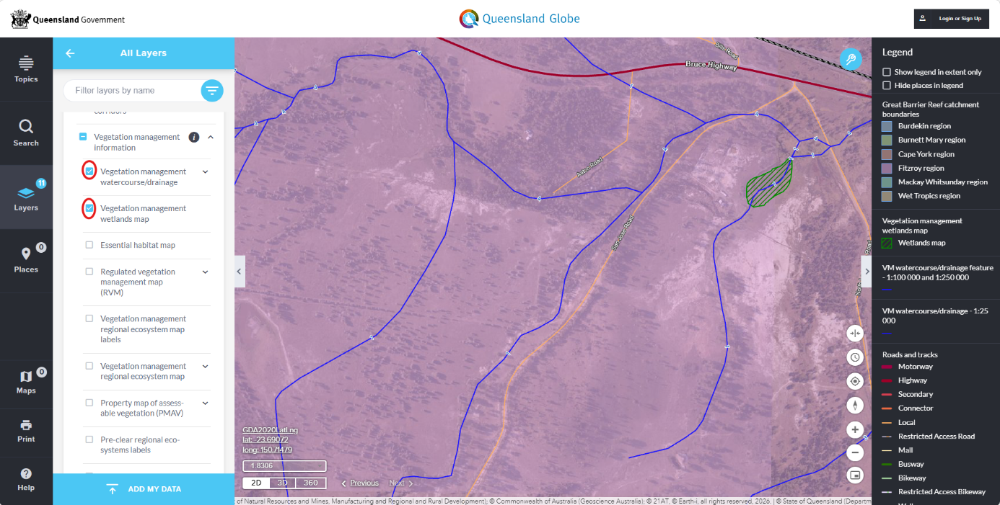 Queensland Government
Queensland Globe
Login or Sign Up
Topics
Search
11
Layers
0
Places
0
Maps
Print
Help
All Layers
Filter layers by name
corridors
Vegetation management
information
Vegetation management
watercourse/drainage
Vegetation management
wetlands map
Essential habitat map
Regulated vegetation
management map
(RVM)
Vegetation management
regional ecosystem map
labels
Vegetation management
regional ecosystem map
Property map of assess-
able vegetation (PMAV)
Pre-clear regional eco-
systems labels
ADD MY DATA
Bills Road
Bruce Highway
Aston Road
San Jose Road
Road
GDA2020LatLng
lat: -23.69072
long: 150.71479
1:8306
2D 3D 360
Previous Next
of Natural Resources and Mines, Manufacturing and Regional and Rural Development); © Commonwealth of Australia (Geoscience Australia); © 21AT, © Earth-i, all rights reserved, 2026. | © State of Queensland (Departm
Legend
Show legend in extent only
Hide places in legend
Great Barrier Reef catchment
boundaries
Burdekin region
Burnett Mary region
Cape York region
Fitzroy region
Mackay Whitsunday region
Wet Tropics region
Vegetation management
wetlands map
Wetlands map
VM watercourse/drainage feature
- 1:100 000 and 1:250 000
VM watercourse/drainage - 1:25
000
Roads and tracks
Motorway
Highway
Secondary
Connector
Local
Restricted Access Road
Mall
Busway
Bikeway
Restricted Access Bikeway